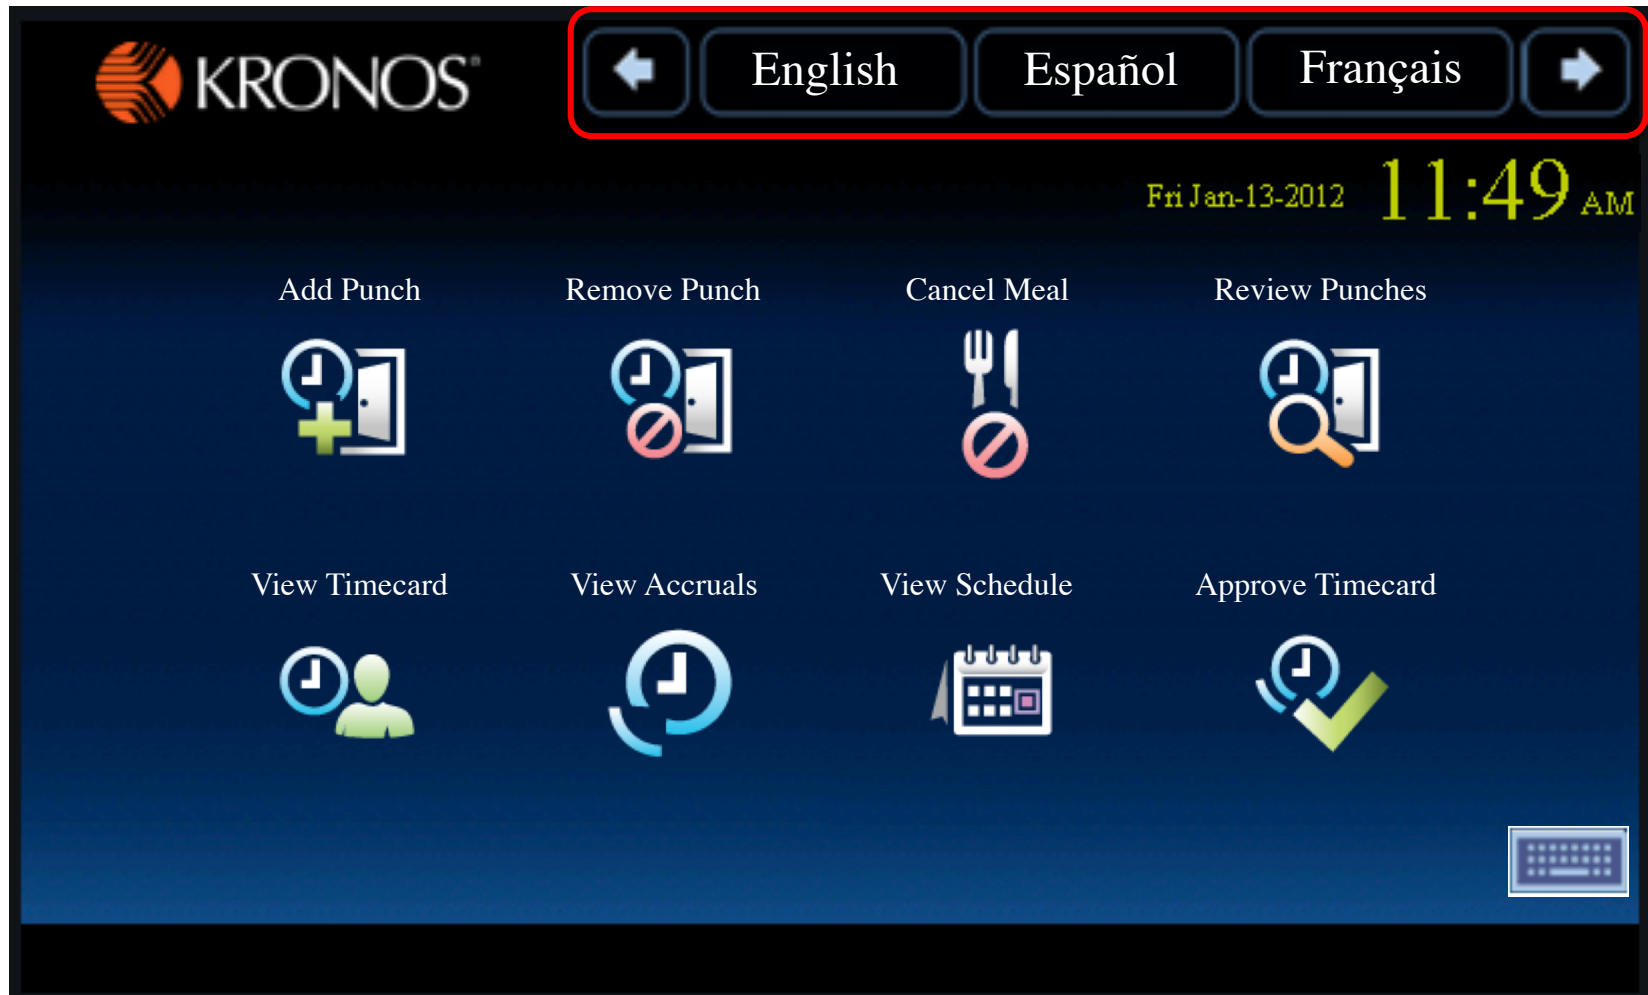 KRONOS®
English Español Français
Fri Jan-13-2012 11:49 AM
Add Punch Remove Punch Cancel Meal Review Punches
View Timecard View Accruals View Schedule Approve Timecard